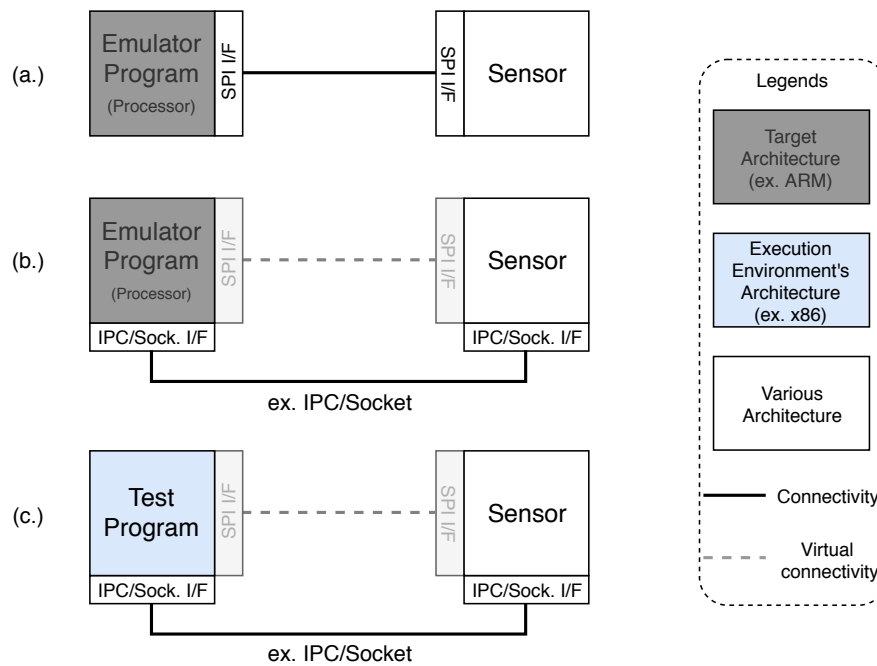 (a.)
Emulator
Program
(Processor)
SPI I/F
SPI I/F
Sensor
(b.)
Emulator
Program
(Processor)
SPI I/F
SPI I/F
Sensor
IPC/Sock. I/F
IPC/Sock. I/F
ex. IPC/Socket
(c.)
Test
Program
SPI I/F
SPI I/F
Sensor
IPC/Sock. I/F
IPC/Sock. I/F
ex. IPC/Socket
Legends
Target
Architecture
(ex. ARM)
Execution
Environment's
Architecture
(ex. x86)
Various
Architecture
Connectivity
Virtual
connectivity